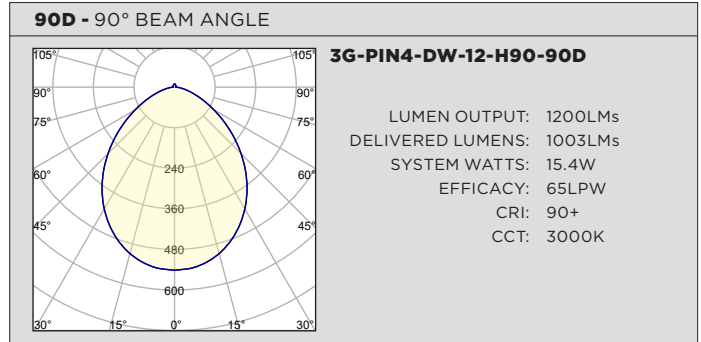 90D - 90° BEAM ANGLE
3G-PIN4-DW-12-H90-90D
105° 105°
90° 90°
75° 75°
60° 60°
45° 45°
240
360
480
600
30° 15° 0° 15° 30°
LUMEN OUTPUT: 1200LMs
DELIVERED LUMENS: 1003LMs
SYSTEM WATTS: 15.4W
EFFICACY: 65LPW
CRI: 90+
CCT: 3000K